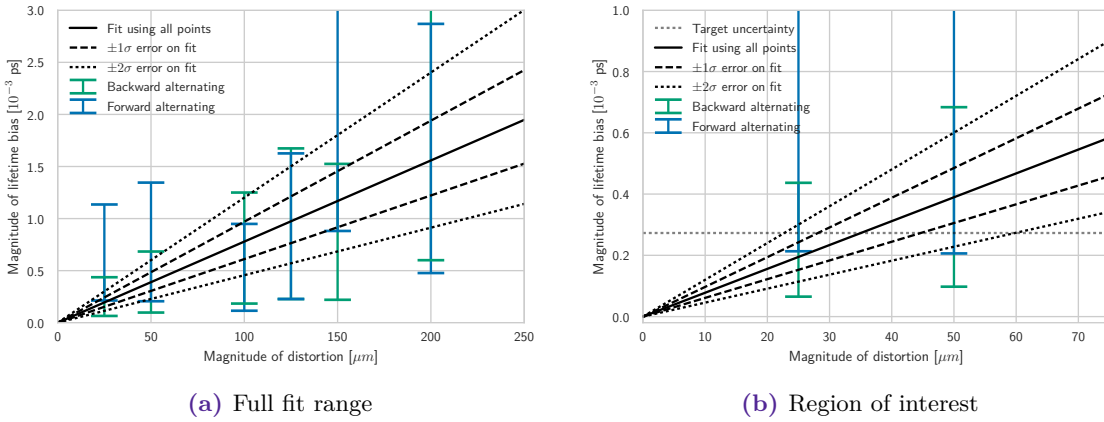 3.0
2.5
2.0
1.5
1.0
0.5
0.0
Magnitude of lifetime bias [10⁻³ ps]
Fit using all points
±1σ error on fit
±2σ error on fit
Backward alternating
Forward alternating
0 50 100 150 200 250
Magnitude of distortion [μm]
(a) Full fit range
1.0
0.8
0.6
0.4
0.2
0.0
Magnitude of lifetime bias [10⁻³ ps]
Target uncertainty
Fit using all points
±1σ error on fit
±2σ error on fit
Backward alternating
Forward alternating
0 10 20 30 40 50 60 70
Magnitude of distortion [μm]
(b) Region of interest